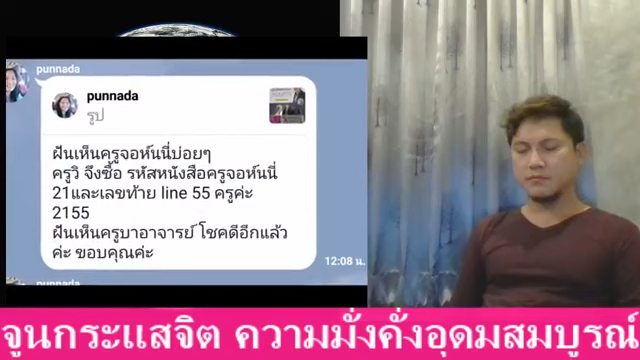 punnada
punnada
รูป
ฝันเห็นครูจอห์นนี่บ่อยๆ
ครูวิ จึงซื้อ รหัสหนังสือครูจอห์นนี่
21และเลขท้าย line 55 ครูค่ะ
2155
ฝันเห็นครูบาอาจารย์ โชคดีอีกแล้ว
ค่ะ ขอบคุณค่ะ
12:08 น.
punnada
จูนกระแสจิต ความมั่งคั่งอุดมสมบูรณ์